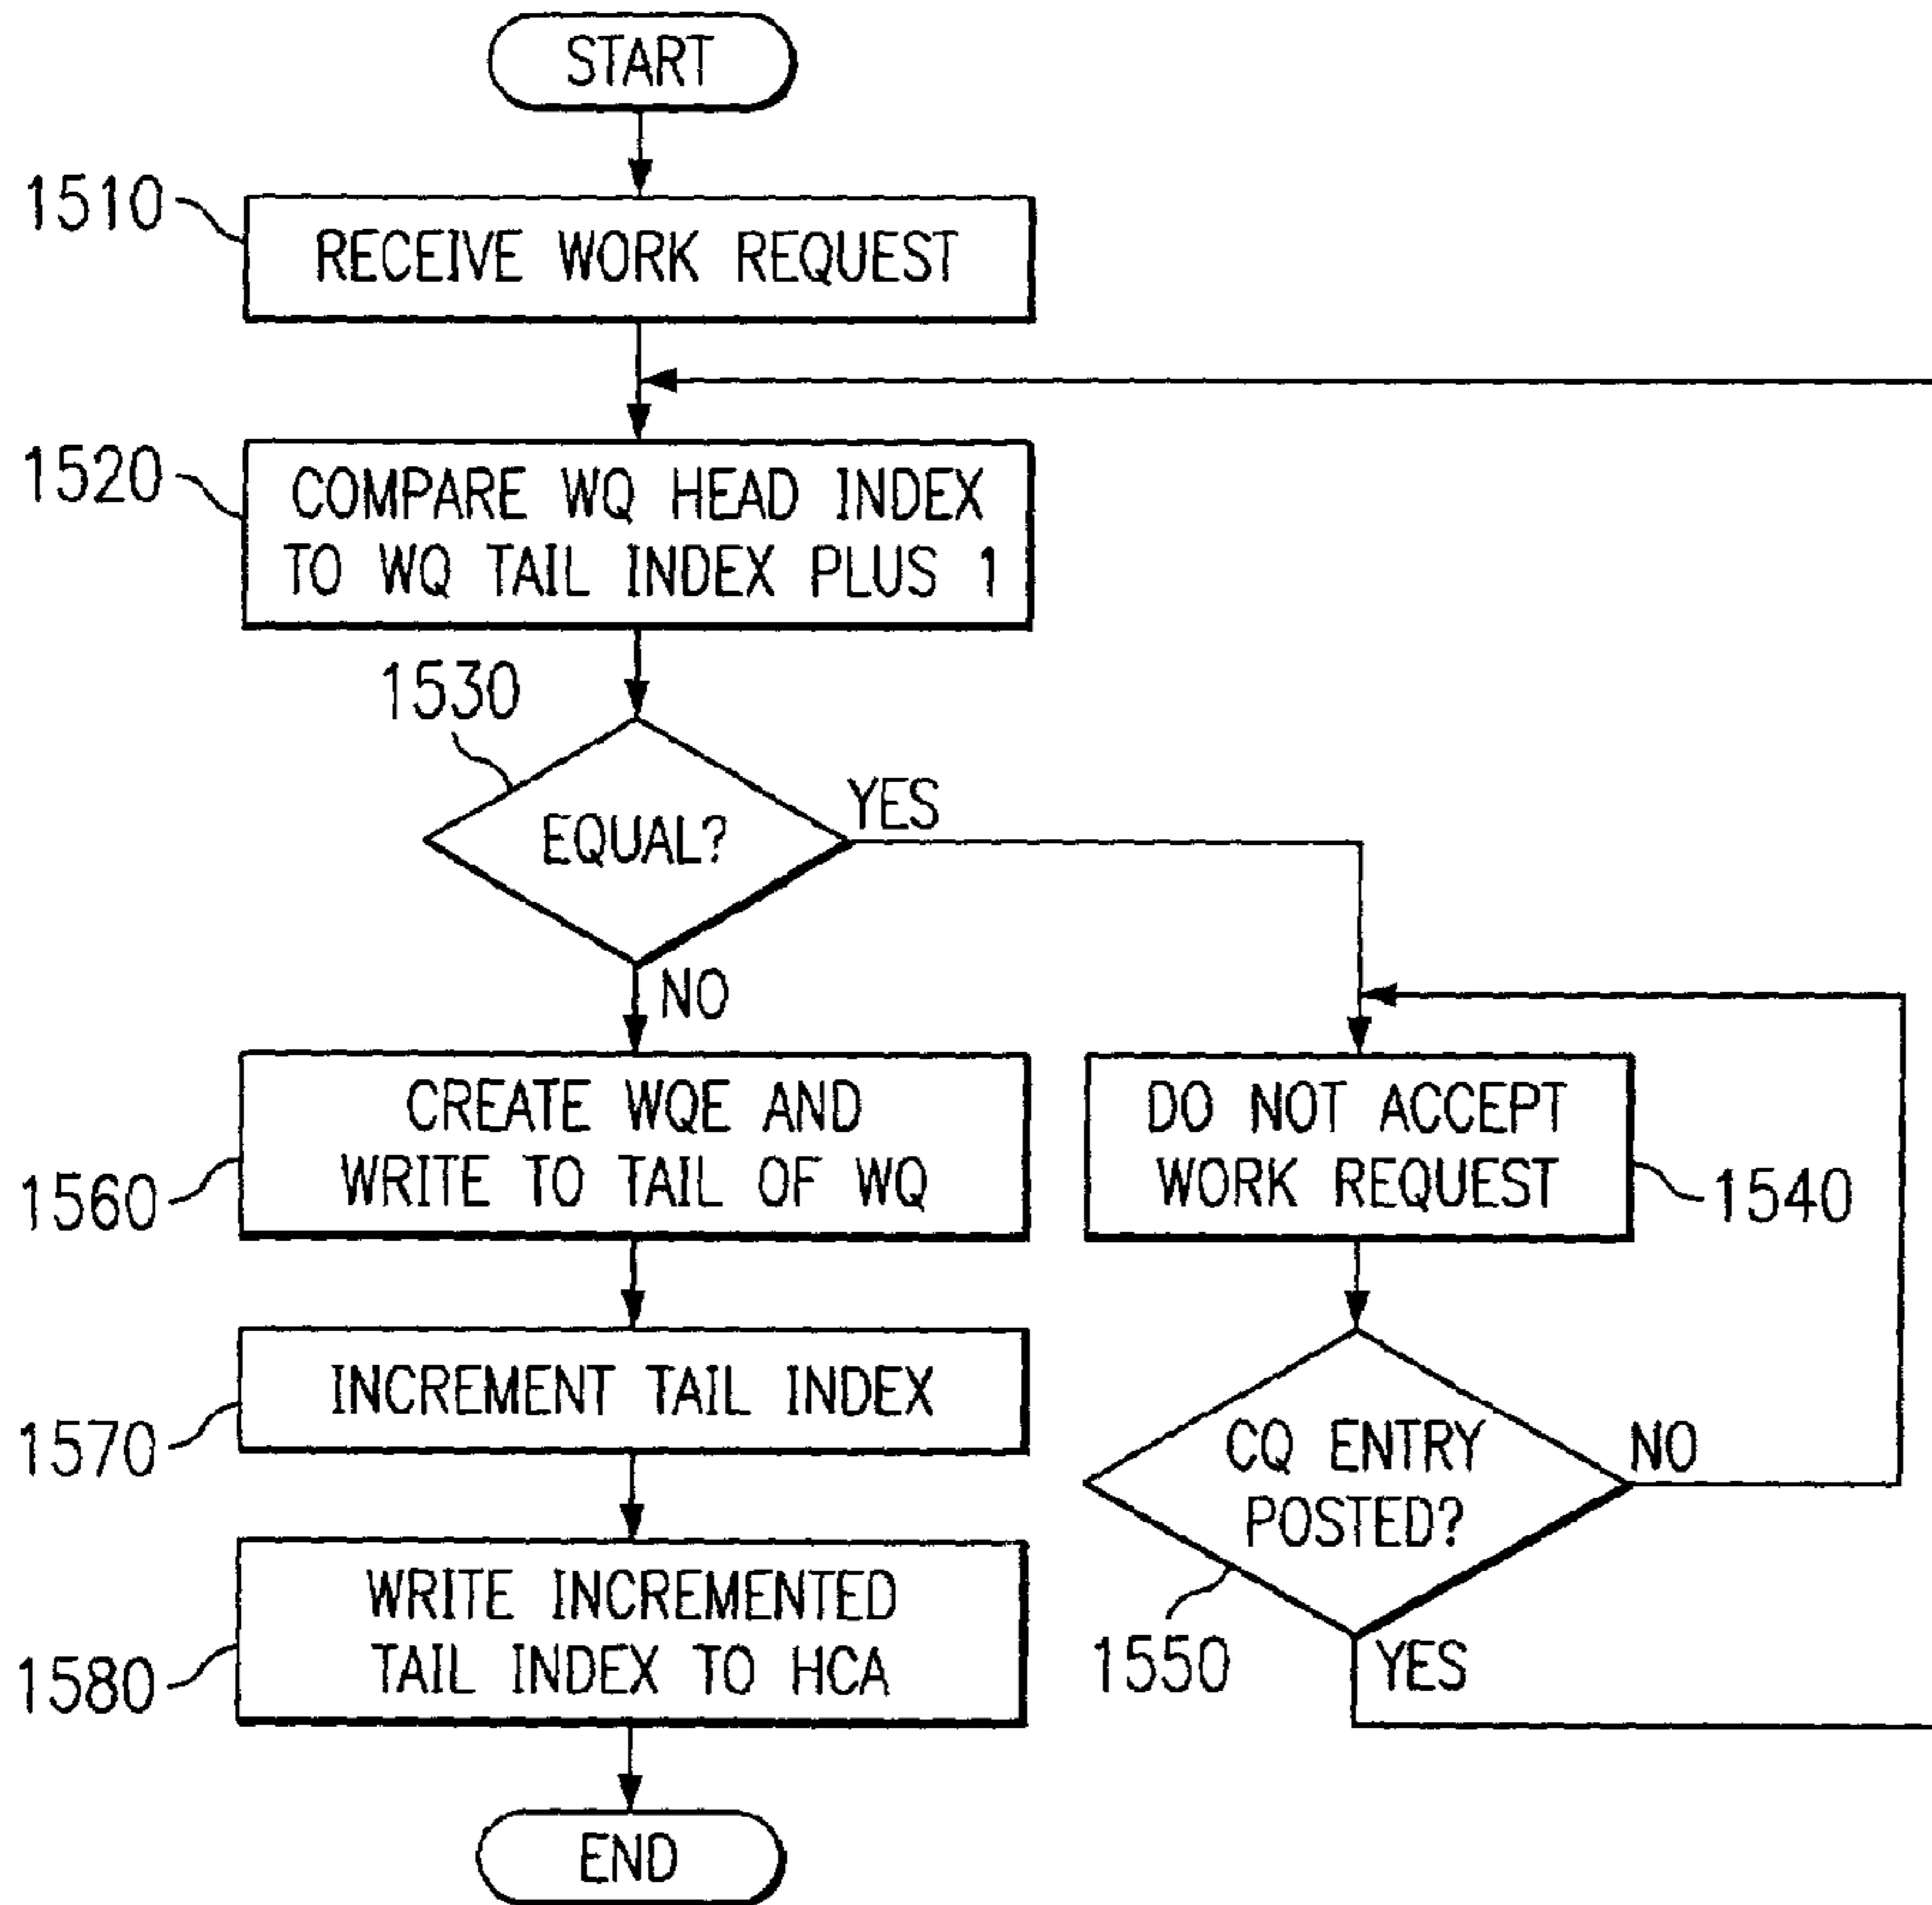 START
1510
RECEIVE WORK REQUEST
1520
COMPARE WQ HEAD INDEX
TO WQ TAIL INDEX PLUS 1
1530
EQUAL?
YES
NO
CREATE WQE AND
WRITE TO TAIL OF WQ
1560
DO NOT ACCEPT
WORK REQUEST
1540
INCREMENT TAIL INDEX
1570
CQ ENTRY
POSTED?
NO
1550
YES
WRITE INCREMENTED
TAIL INDEX TO HCA
1580
END